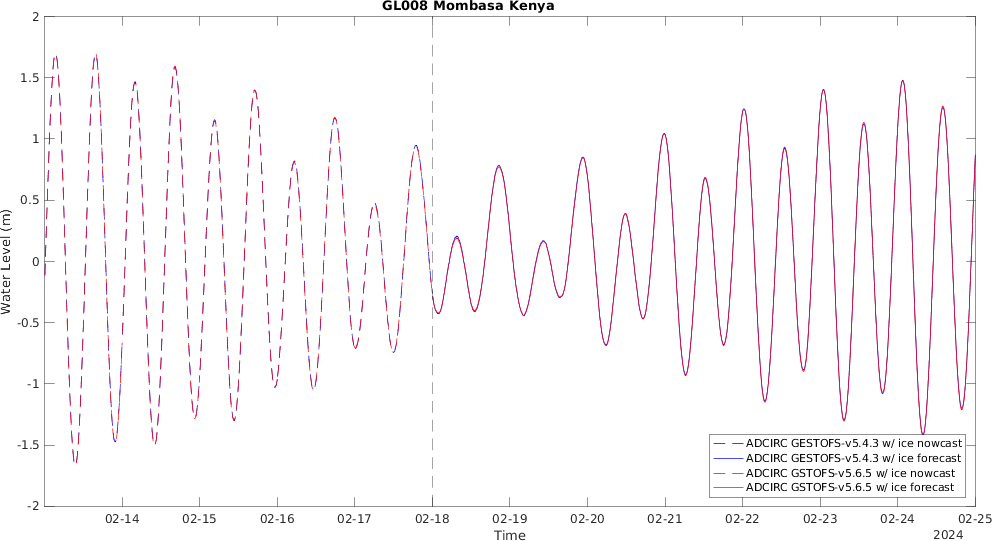 GL008 Mombasa Kenya
2
1.5
1
0.5
0
-0.5
-1
-1.5
-2
Water Level (m)
ADCIRC GESTOFS-v5.4.3 w/ ice nowcast
ADCIRC GESTOFS-v5.4.3 w/ ice forecast
ADCIRC GSTOFS-v5.6.5 w/ ice nowcast
ADCIRC GSTOFS-v5.6.5 w/ ice forecast
02-14 02-15 02-16 02-17 02-18 02-19 02-20 02-21 02-22 02-23 02-24 02-25
Time
2024